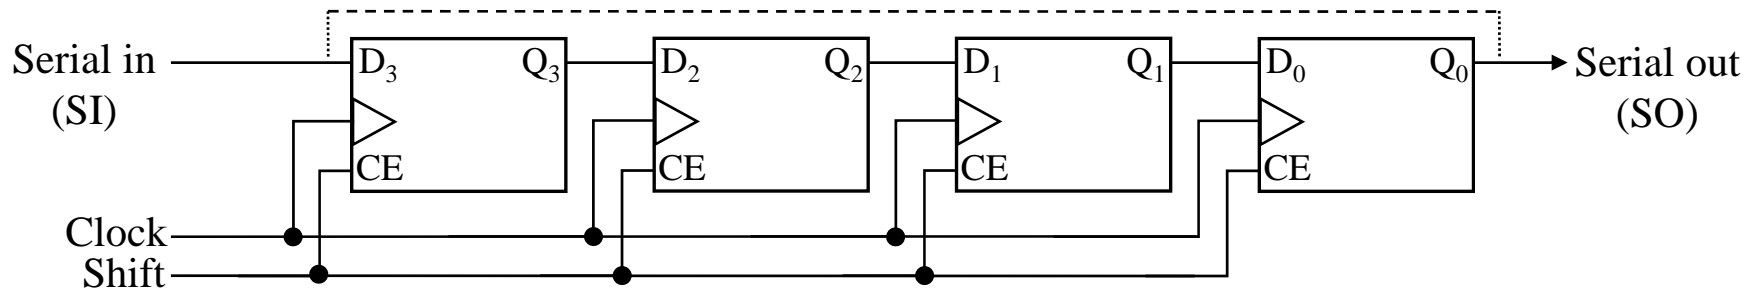 Serial in
(SI)
D₃ Q₃ D₂ Q₂ D₁ Q₁ D₀ Q₀
Serial out
(SO)
CE CE CE CE
Clock
Shift